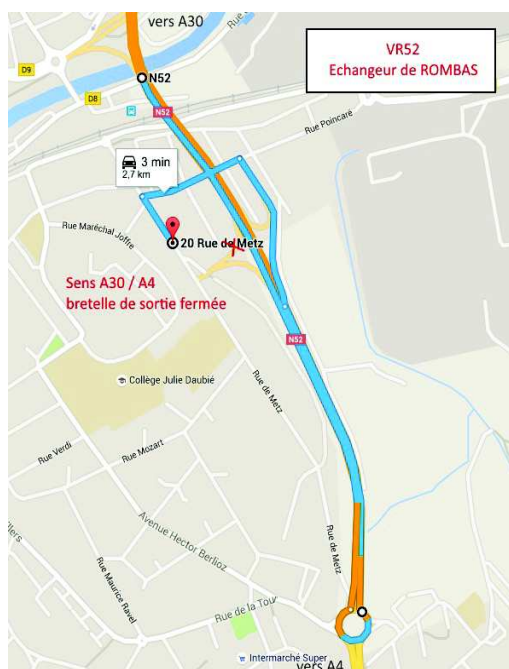 vers A30
VR52
Echangeur de ROMBAS
D9
N52
D8
N52
Rue Poincaré
3 min
2,7 km
Rue Maréchal Joffre
20 Rue de Metz
Sens A30 / A4
bretelle de sortie fermée
N52
Collège Julie Daubié
Rue de Metz
Rue Mozart
Rue Verdi
Avenue Hector Berlioz
Rue de Metz
Rue Maurice Ravel
Rue de la Tour
Intermarché Super
vers A4